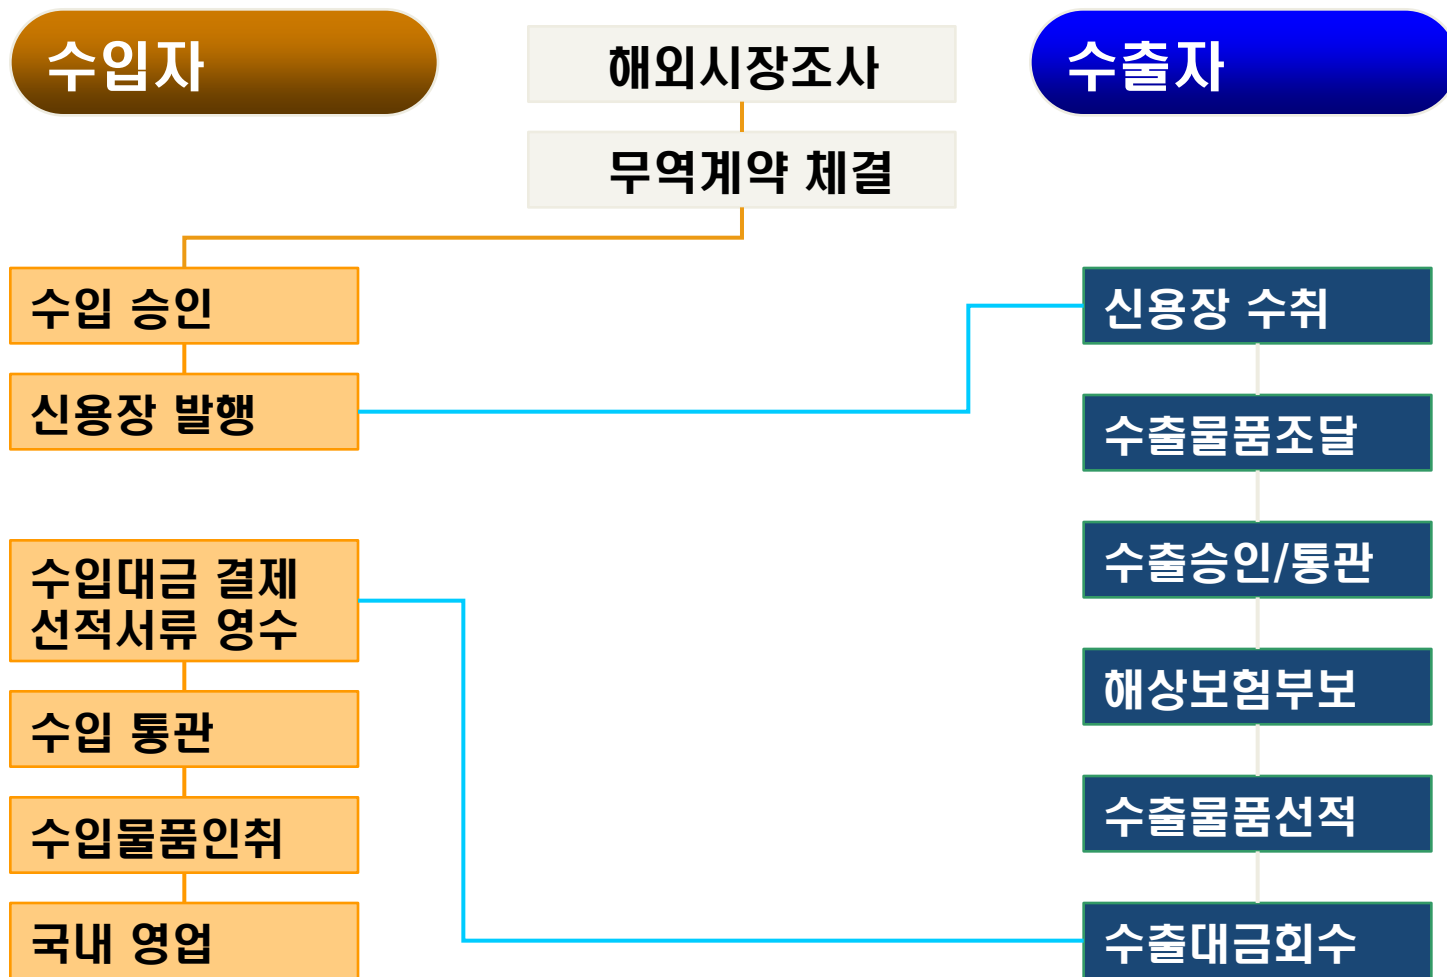 수입자
해외시장조사
수출자
무역계약 체결
수입 승인
신용장 발행
수입대금 결제
선적서류 영수
수입 통관
수입물품인취
국내 영업
신용장 수취
수출물품조달
수출승인/통관
해상보험부보
수출물품선적
수출대금회수